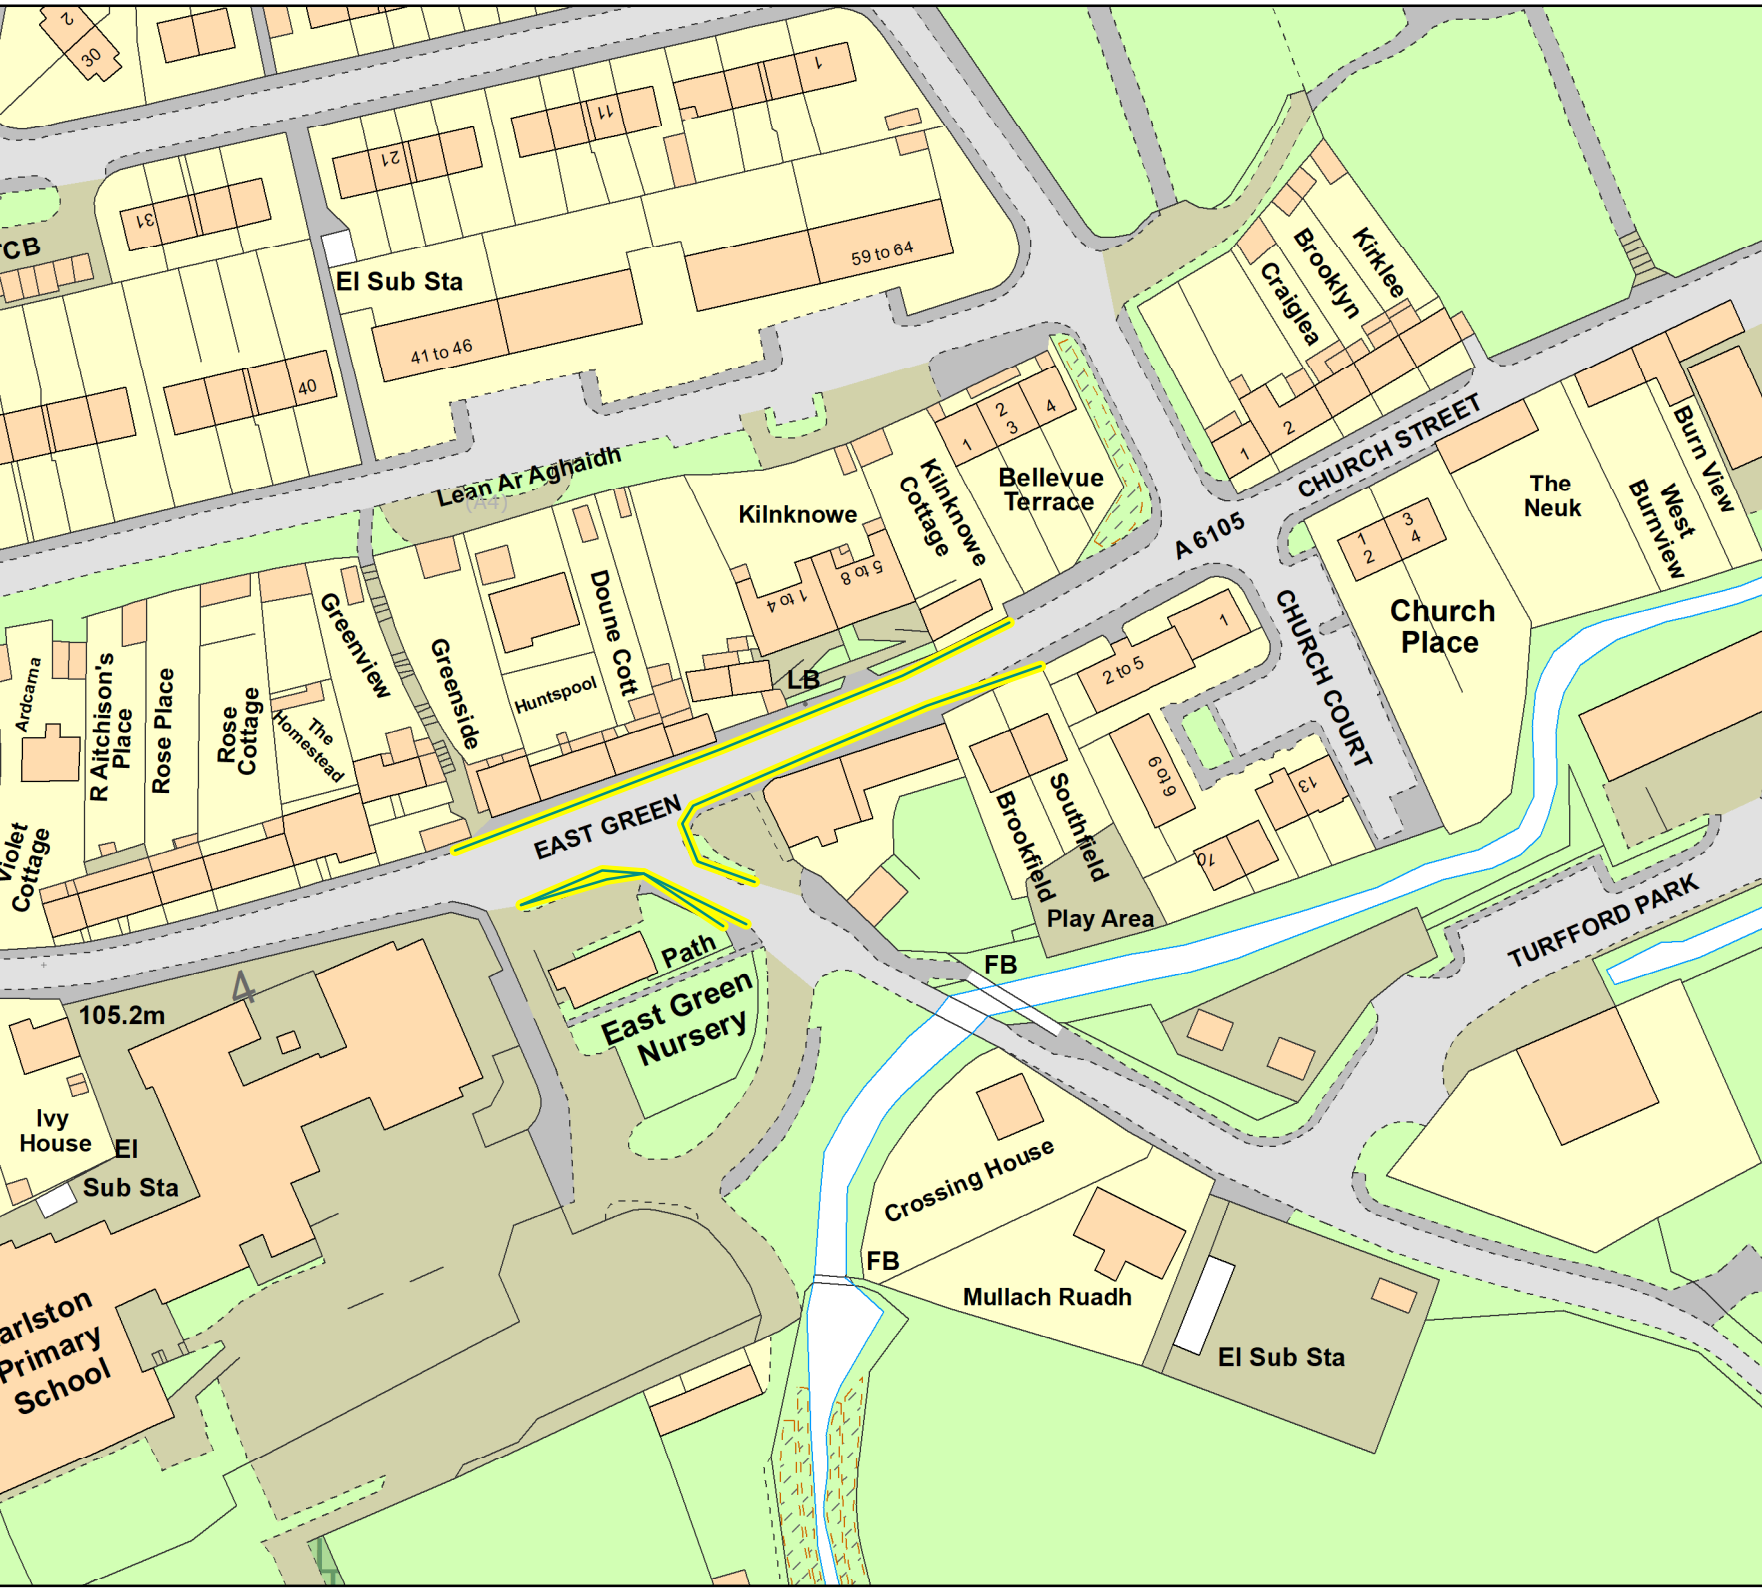 2
30
1
11
21
31
TCB
El Sub Sta
59 to 64
41 to 46
40
Kirklee
Brooklyn
Craiglea
1
2
CHURCH STREET
2
4
1
3
Bellevue
Terrace
Kilnknowe
Cottage
Kilnknowe
Lean Ar Aghaidh
(A4)
A 6105
The
Neuk
Burn View
West
Burnview
1
2
3
4
Church
Place
CHURCH COURT
5 to 8
1 to 4
Doune Cott
Huntspool
Greenside
Greenview
The
Homestead
Rose
Cottage
Rose Place
R Aitchison's
Place
Ardcarna
Violet
Cottage
LB
1
2 to 5
6 to 9
13
10
EAST GREEN
Brookfield
Southfield
Play Area
TURFFORD PARK
Path
FB
East Green
Nursery
4
105.2m
Ivy
House
El
Sub Sta
Crossing House
FB
Mullach Ruadh
El Sub Sta
arlston
Primary
School